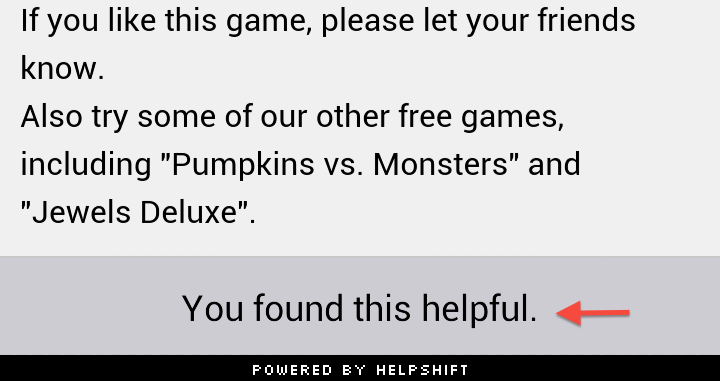 If you like this game, please let your friends
know.
Also try some of our other free games,
including "Pumpkins vs. Monsters" and
"Jewels Deluxe".
You found this helpful.
POWERED BY HELPSHIFT